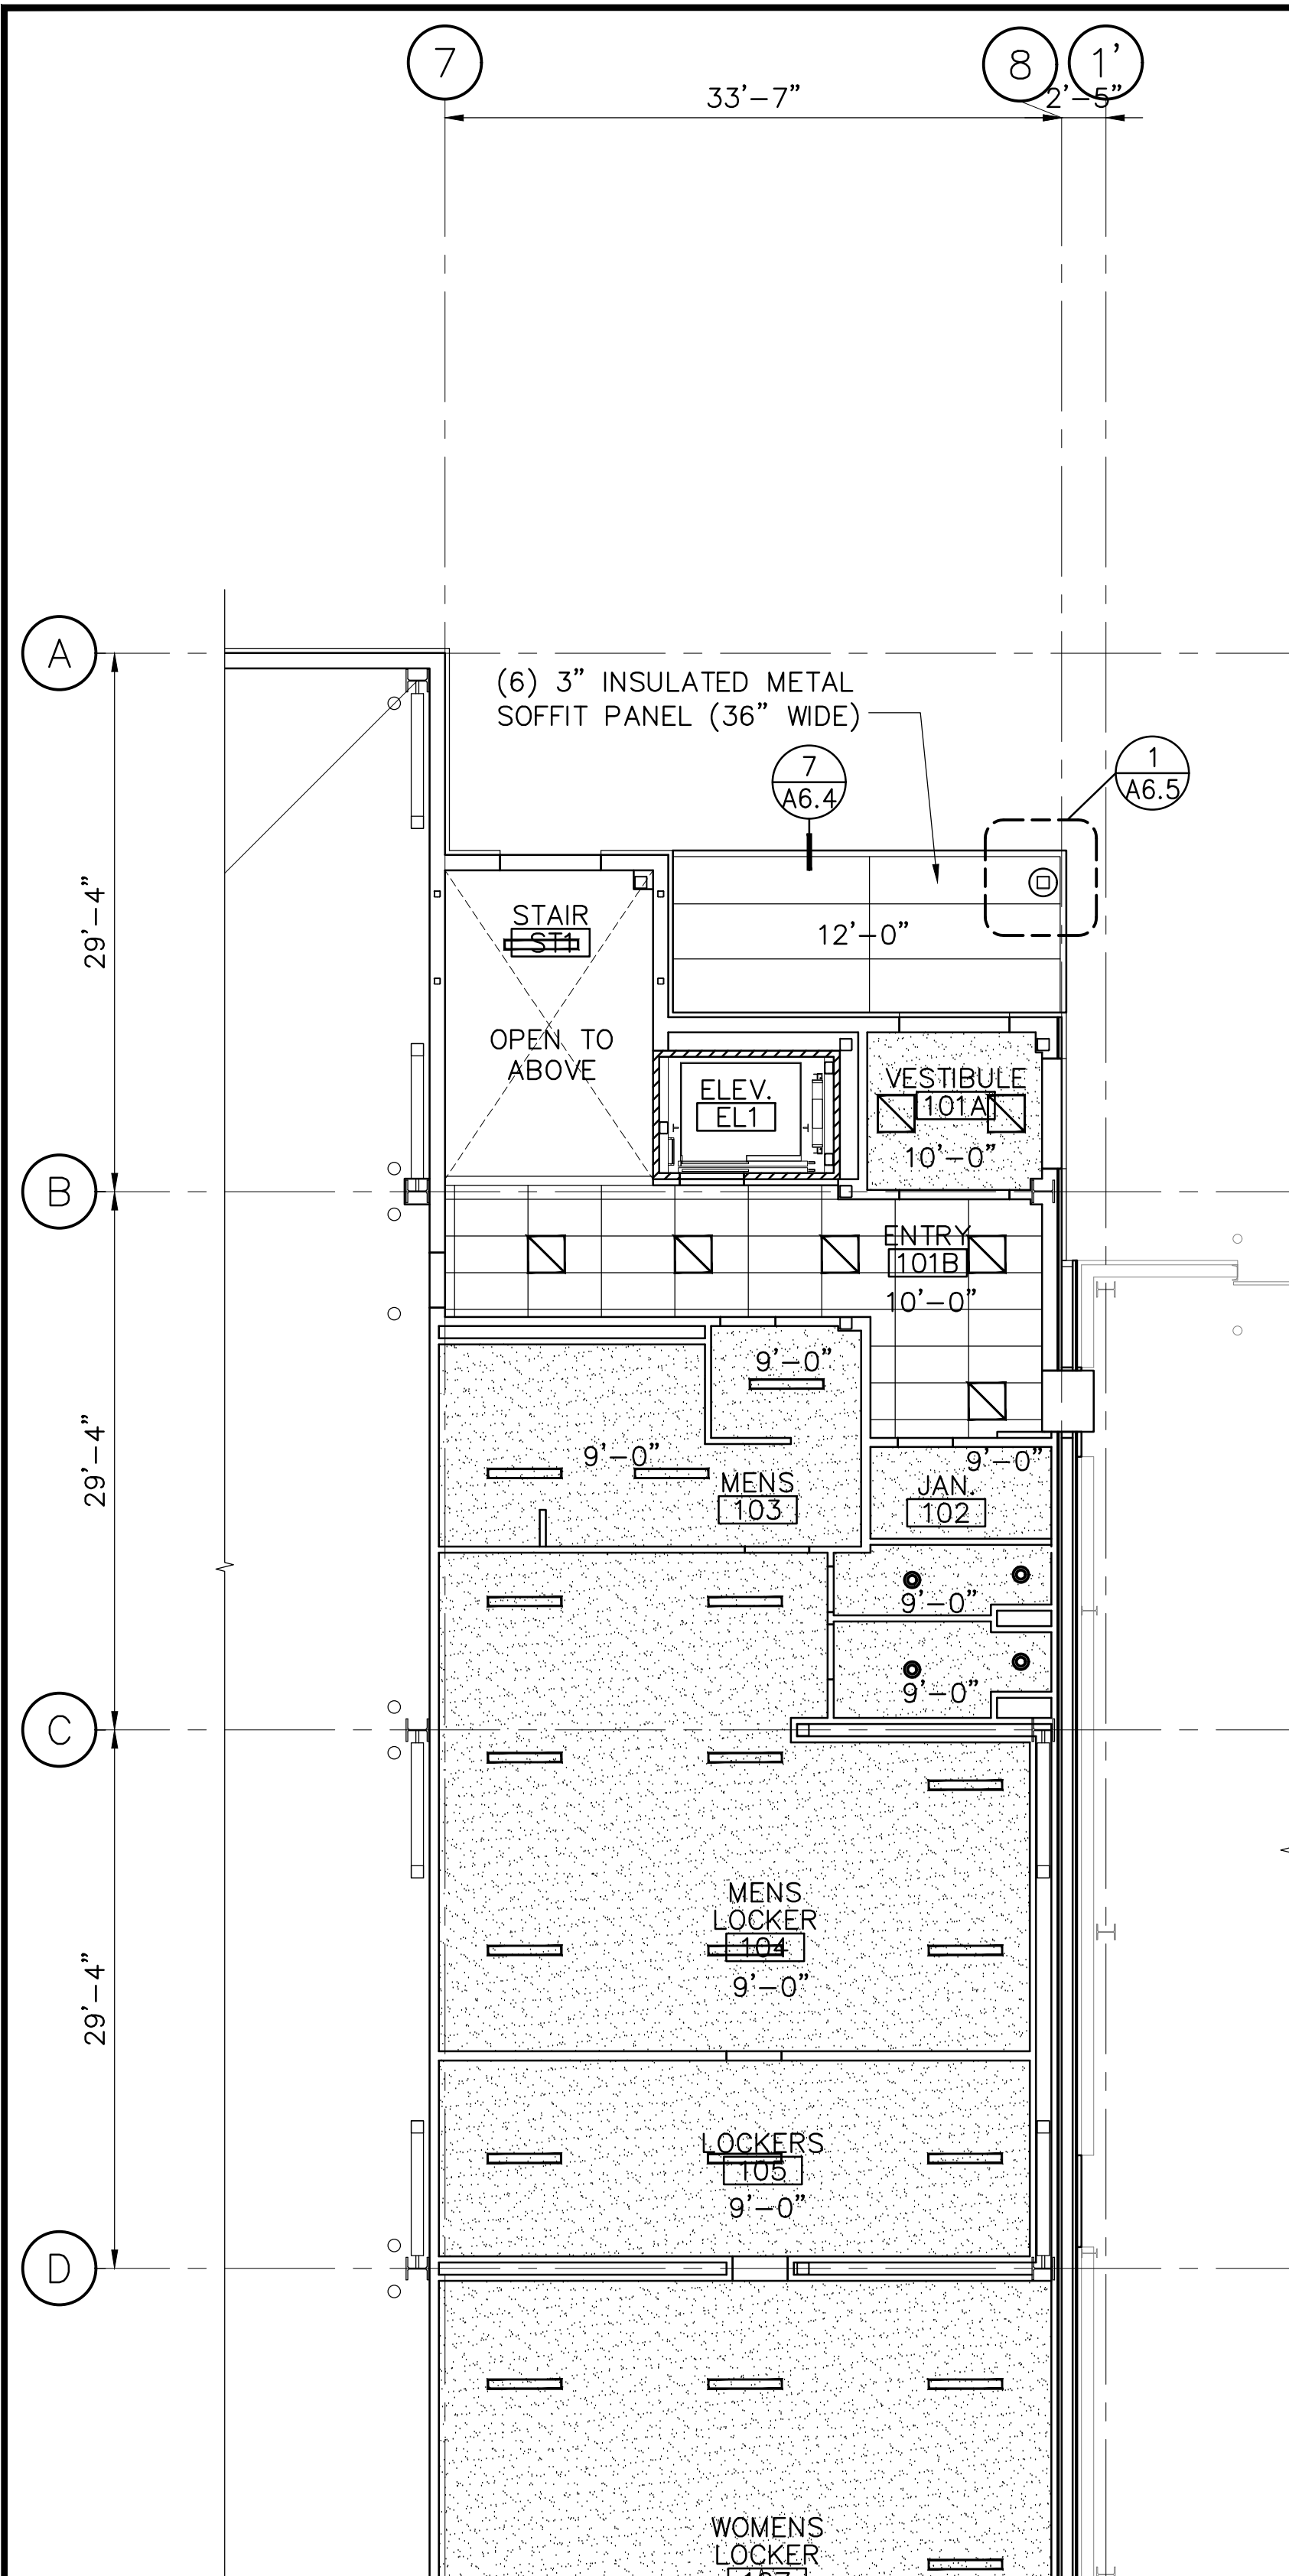 7
8
1'
33'-7"
2'-5"
A
(6) 3" INSULATED METAL
SOFFIT PANEL (36" WIDE)
7
A6.4
1
A6.5
29'-4"
STAIR
ST1
12'-0"
OPEN TO
ABOVE
ELEV.
EL1
VESTIBULE
101A
10'-0"
B
ENTRY
101B
10'-0"
9'-0"
29'-4"
9'-0"
MENS
103
9'-0"
JAN.
102
9'-0"
9'-0"
C
MENS
LOCKER
104
9'-0"
29'-4"
LOCKERS
105
9'-0"
D
WOMENS
LOCKER